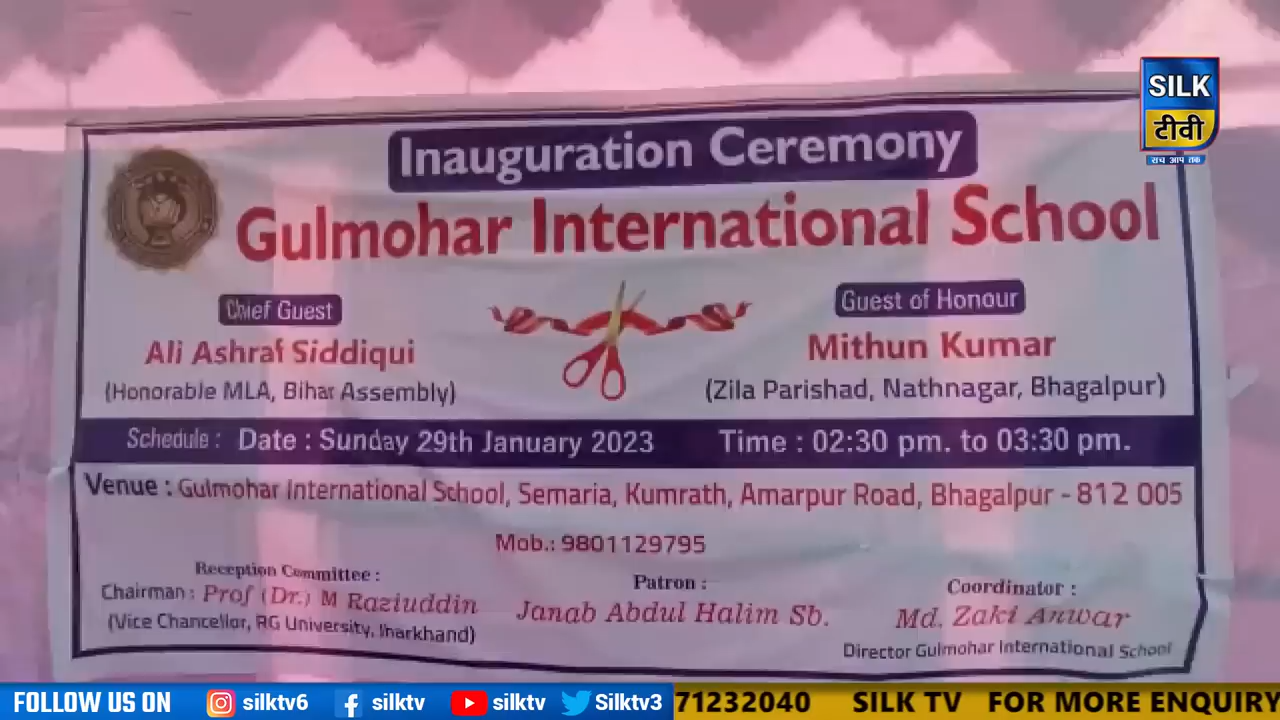 SILK
टीवी
सच आप तक
Inauguration Ceremony
Gulmohar International School
Chief Guest
Ali Ashraf Siddiqui
(Honorable MLA, Bihar Assembly)
Guest of Honour
Mithun Kumar
(Zila Parishad, Nathnagar, Bhagalpur)
Schedule : Date : Sunday 29th January 2023 Time : 02:30 pm. to 03:30 pm.
Venue : Gulmohar International School, Semaria, Kumrath, Amarpur Road, Bhagalpur - 812 005
Mob.: 9801129795
Reception Committee :
Chairman : Prof (Dr.) M Raziuddin
(Vice Chancellor, RG University, Jharkhand)
Patron :
Janab Abdul Halim Sb.
Coordinator :
Md. Zaki Anwar
Director Gulmohar International School
FOLLOW US ON silktv6 silktv silktv Silktv3 71232040 SILK TV FOR MORE ENQUIRY